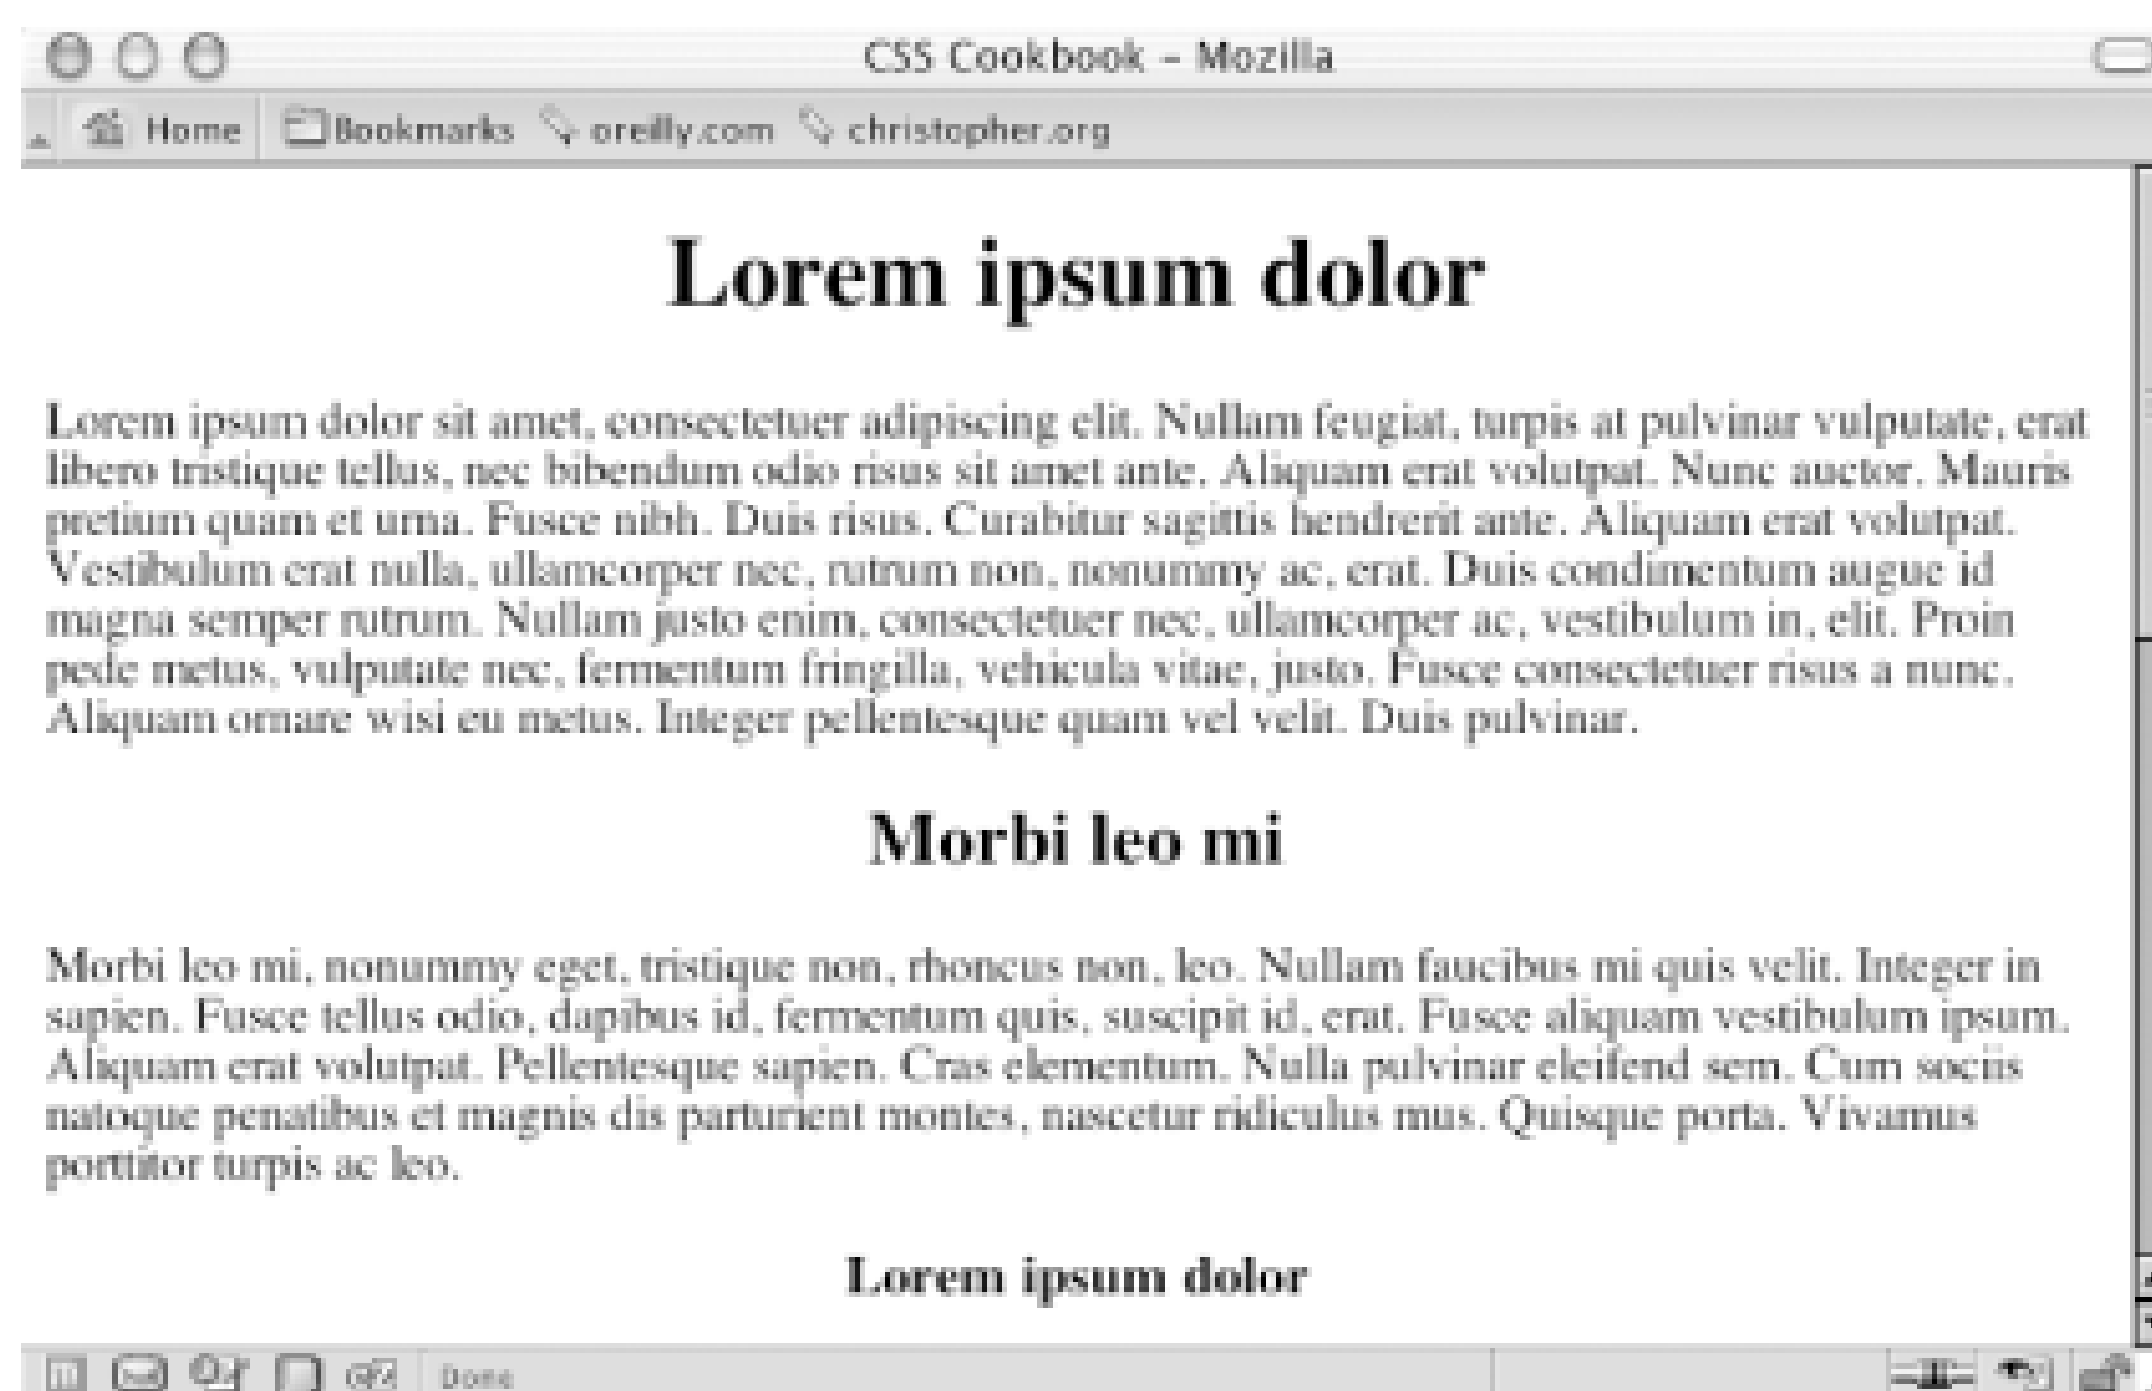 CSS Cookbook – Mozilla
Home Bookmarks oreilly.com christopher.org
Lorem ipsum dolor
Lorem ipsum dolor sit amet, consectetuer adipiscing elit. Nullam feugiat, turpis at pulvinar vulputate, erat
libero tristique tellus, nec bibendum odio risus sit amet ante. Aliquam erat volutpat. Nunc auctor. Mauris
pretium quam et urna. Fusce nibh. Duis risus. Curabitur sagittis hendrerit ante. Aliquam erat volutpat.
Vestibulum erat nulla, ullamcorper nec, rutrum non, nonummy ac, erat. Duis condimentum augue id
magna semper rutrum. Nullam justo enim, consectetuer nec, ullamcorper ac, vestibulum in, elit. Proin
pede metus, vulputate nec, fermentum fringilla, vehicula vitae, justo. Fusce consectetuer risus a nunc.
Aliquam ornare wisi eu metus. Integer pellentesque quam vel velit. Duis pulvinar.
Morbi leo mi
Morbi leo mi, nonummy eget, tristique non, rhoncus non, leo. Nullam faucibus mi quis velit. Integer in
sapien. Fusce tellus odio, dapibus id, fermentum quis, suscipit id, erat. Fusce aliquam vestibulum ipsum.
Aliquam erat volutpat. Pellentesque sapien. Cras elementum. Nulla pulvinar eleifend sem. Cum sociis
natoque penatibus et magnis dis parturient montes, nascetur ridiculus mus. Quisque porta. Vivamus
porttitor turpis ac leo.
Lorem ipsum dolor
Done